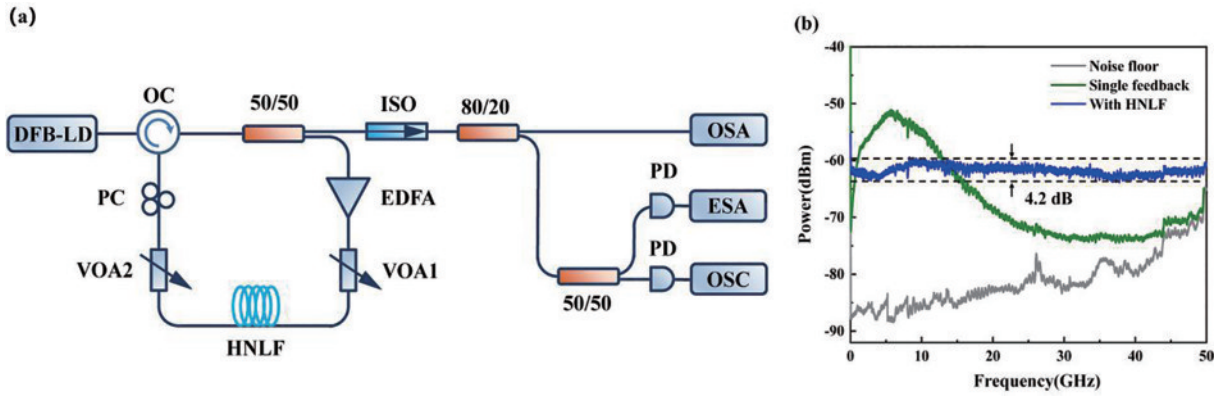 (a)
OC
50/50
ISO
80/20
DFB-LD
OSA
PC
EDFA
PD
ESA
VOA2
VOA1
PD
OSC
50/50
HNLF
(b)
-40
-50
-60
-70
-80
-90
Power(dBm)
Noise floor
Single feedback
With HNLF
4.2 dB
0 10 20 30 40 50
Frequency(GHz)